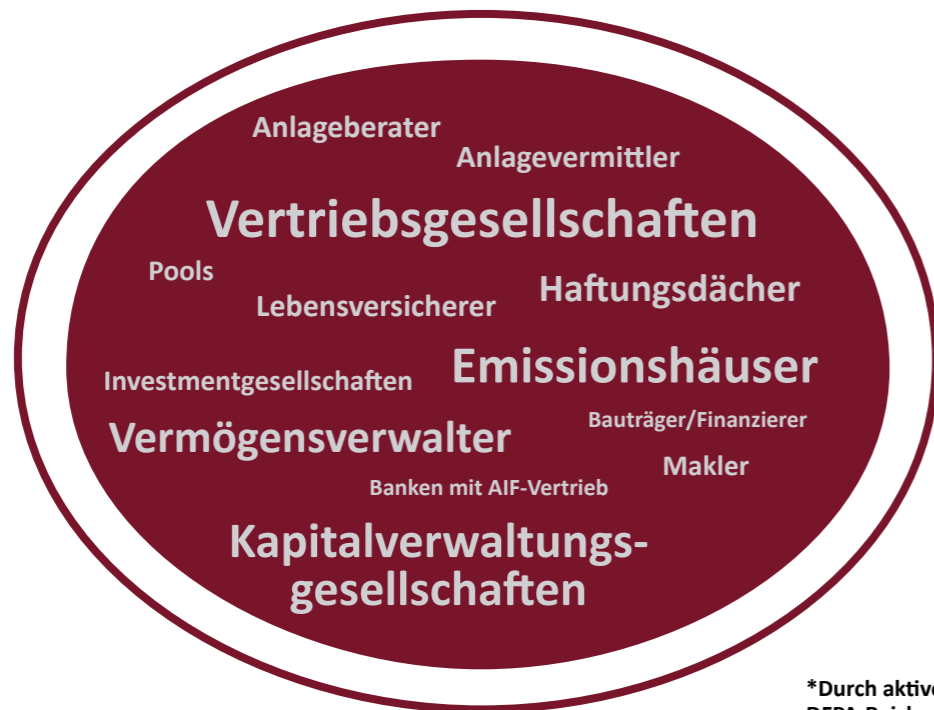 Anlageberater
Anlagevermittler
Vertriebsgesellschaften
Pools
Haftungsdächer
Lebensversicherer
Emissionshäuser
Investmentgesellschaften
Bauträger/Finanzierer
Vermögensverwalter
Makler
Banken mit AIF-Vertrieb
Kapitalverwaltungs-
gesellschaften
*Durch aktive